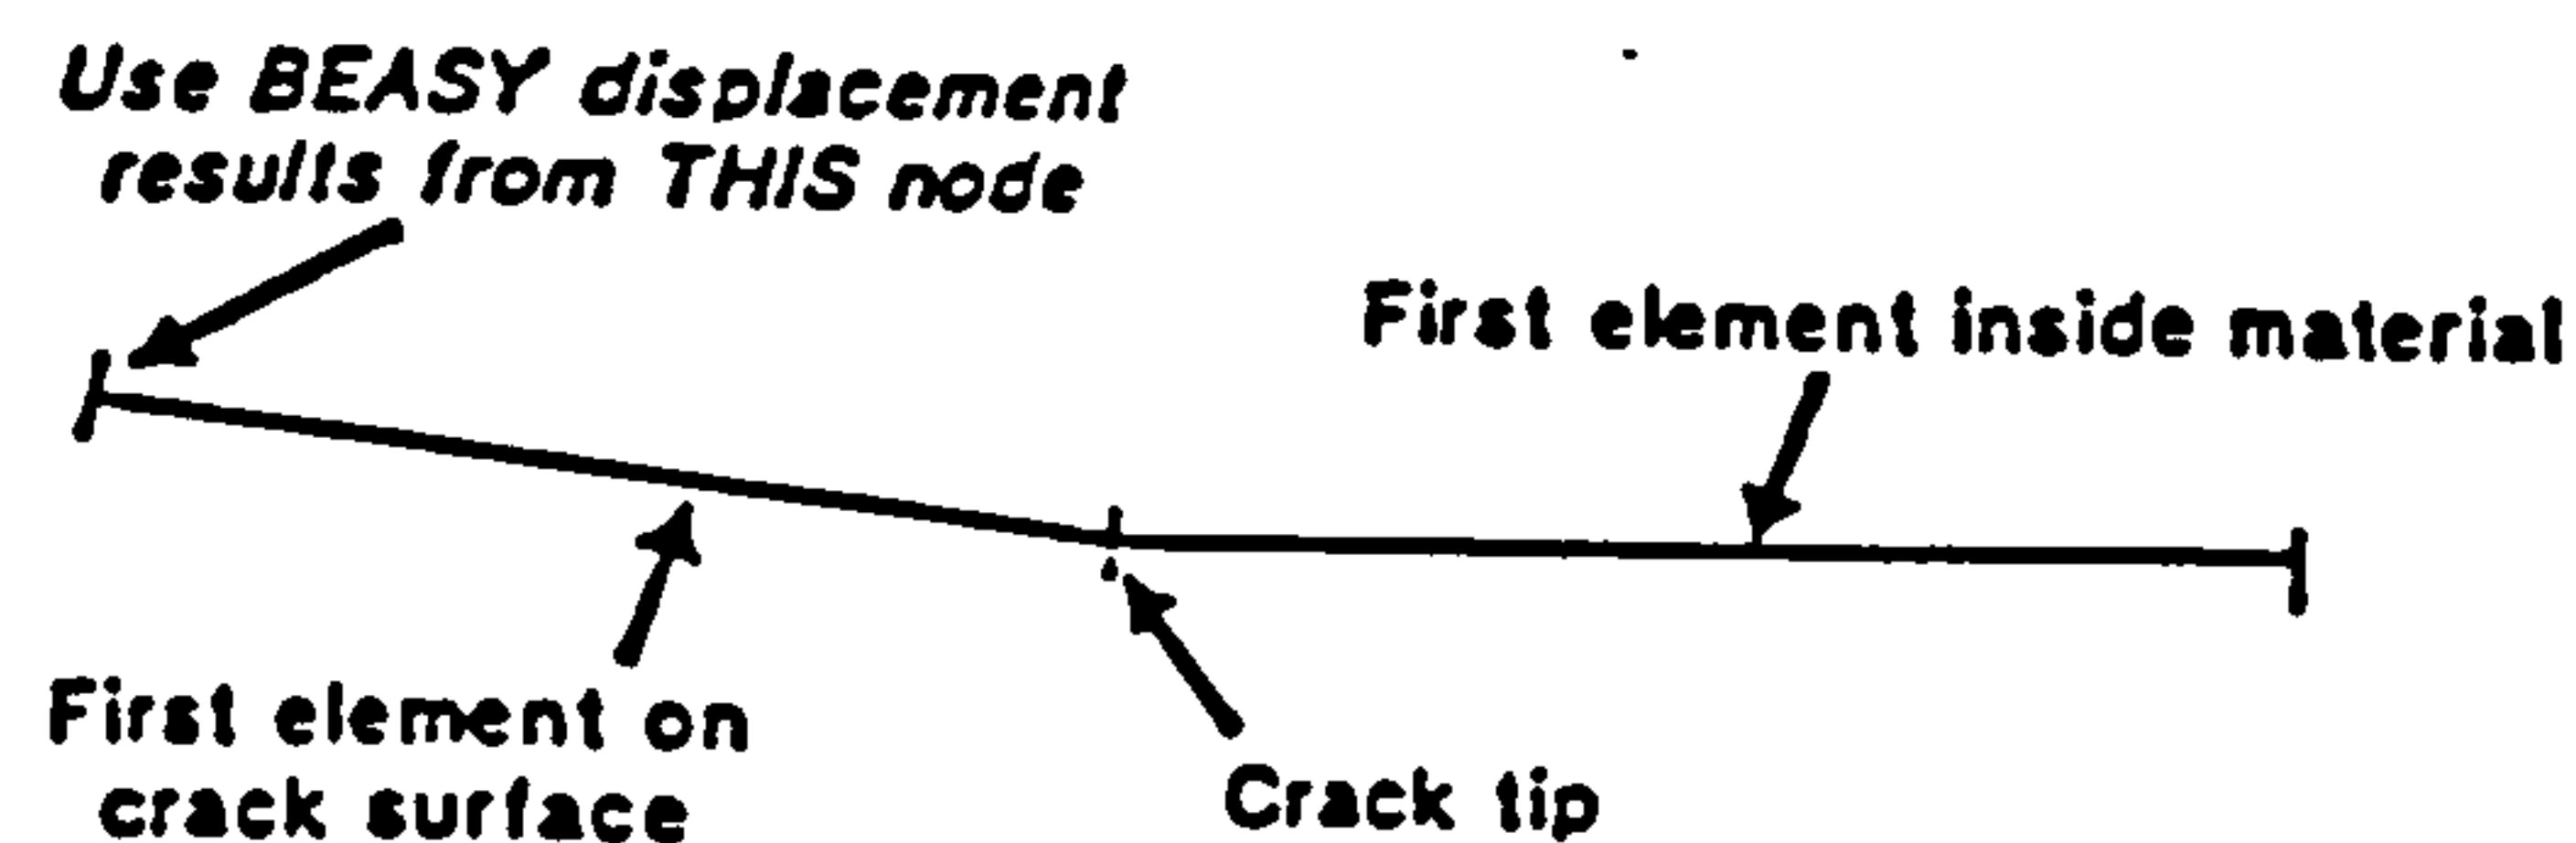 Use BEASY displacement
results from THIS node
First element inside material
First element on
crack surface
Crack tip